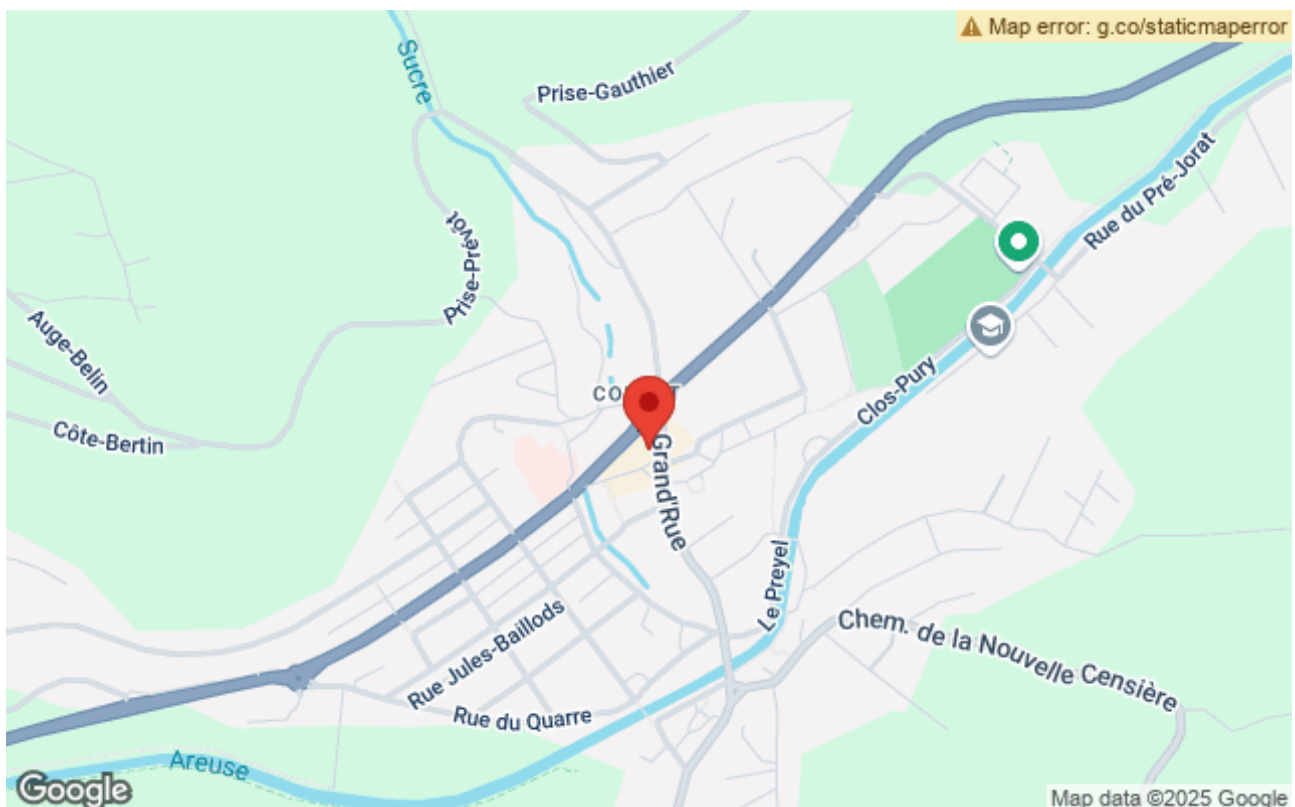 Map error: g.co/staticmaperror
Sucre
Prise-Gauthier
Rue du Pré-Jorat
Prise-Prévôt
Auge-Belin
Clos-Pury
Côte-Bertin
Grand'Rue
Le Preyel
Rue Jules-Baillods
Chem. de la Nouvelle Censière
Rue du Quarre
Areuse
Google
Map data ©2025 Google